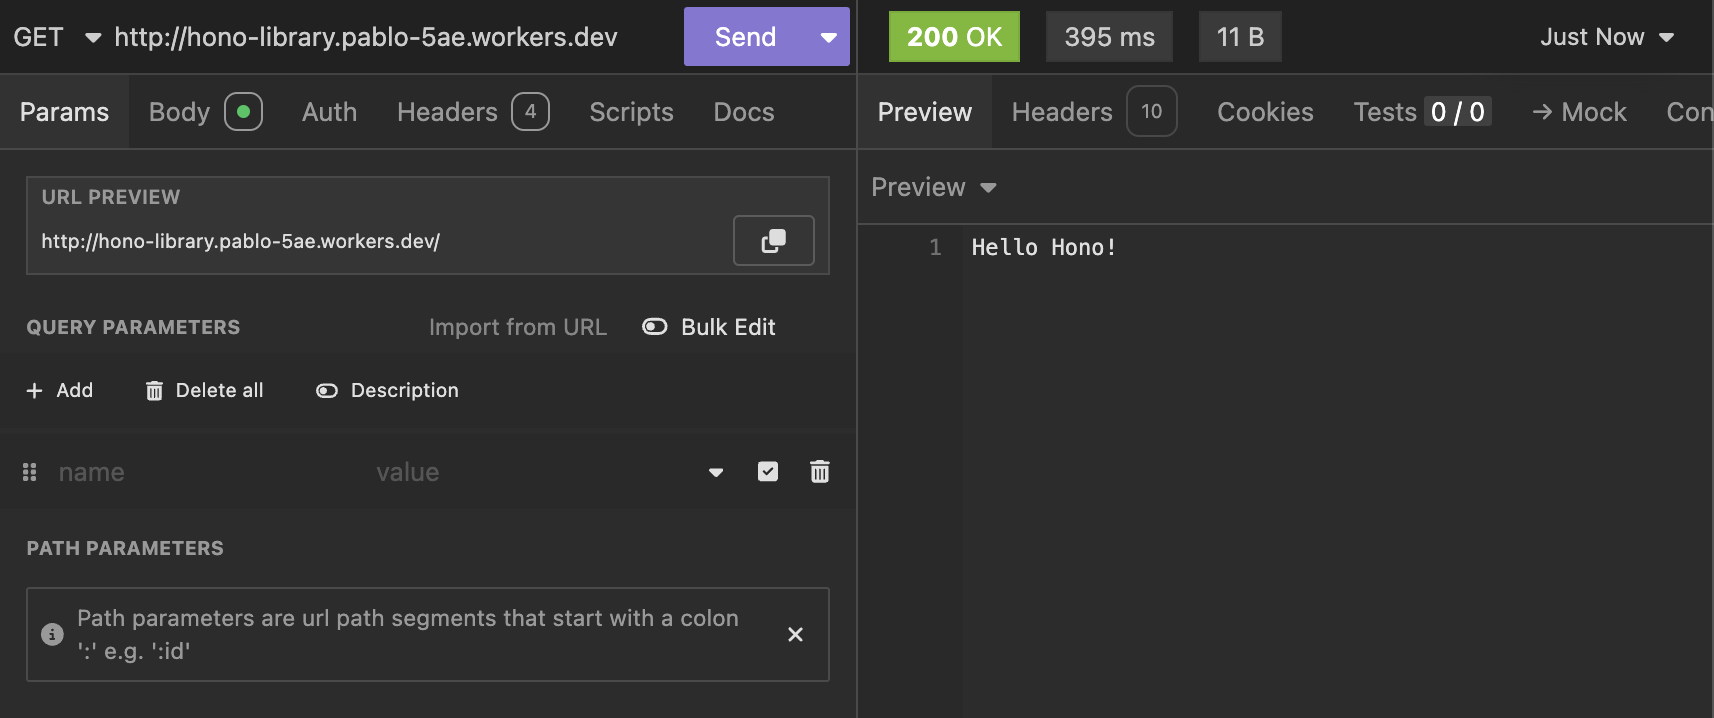 GET http://hono-library.pablo-5ae.workers.dev Send
200 OK 395 ms 11 B Just Now
Params Body Auth Headers 4 Scripts Docs
Preview Headers 10 Cookies Tests 0 / 0 → Mock Con
URL PREVIEW
http://hono-library.pablo-5ae.workers.dev/
QUERY PARAMETERS Import from URL Bulk Edit
+ Add Delete all Description
name value
PATH PARAMETERS
Path parameters are url path segments that start with a colon
':' e.g. ':id'
Preview
1 Hello Hono!